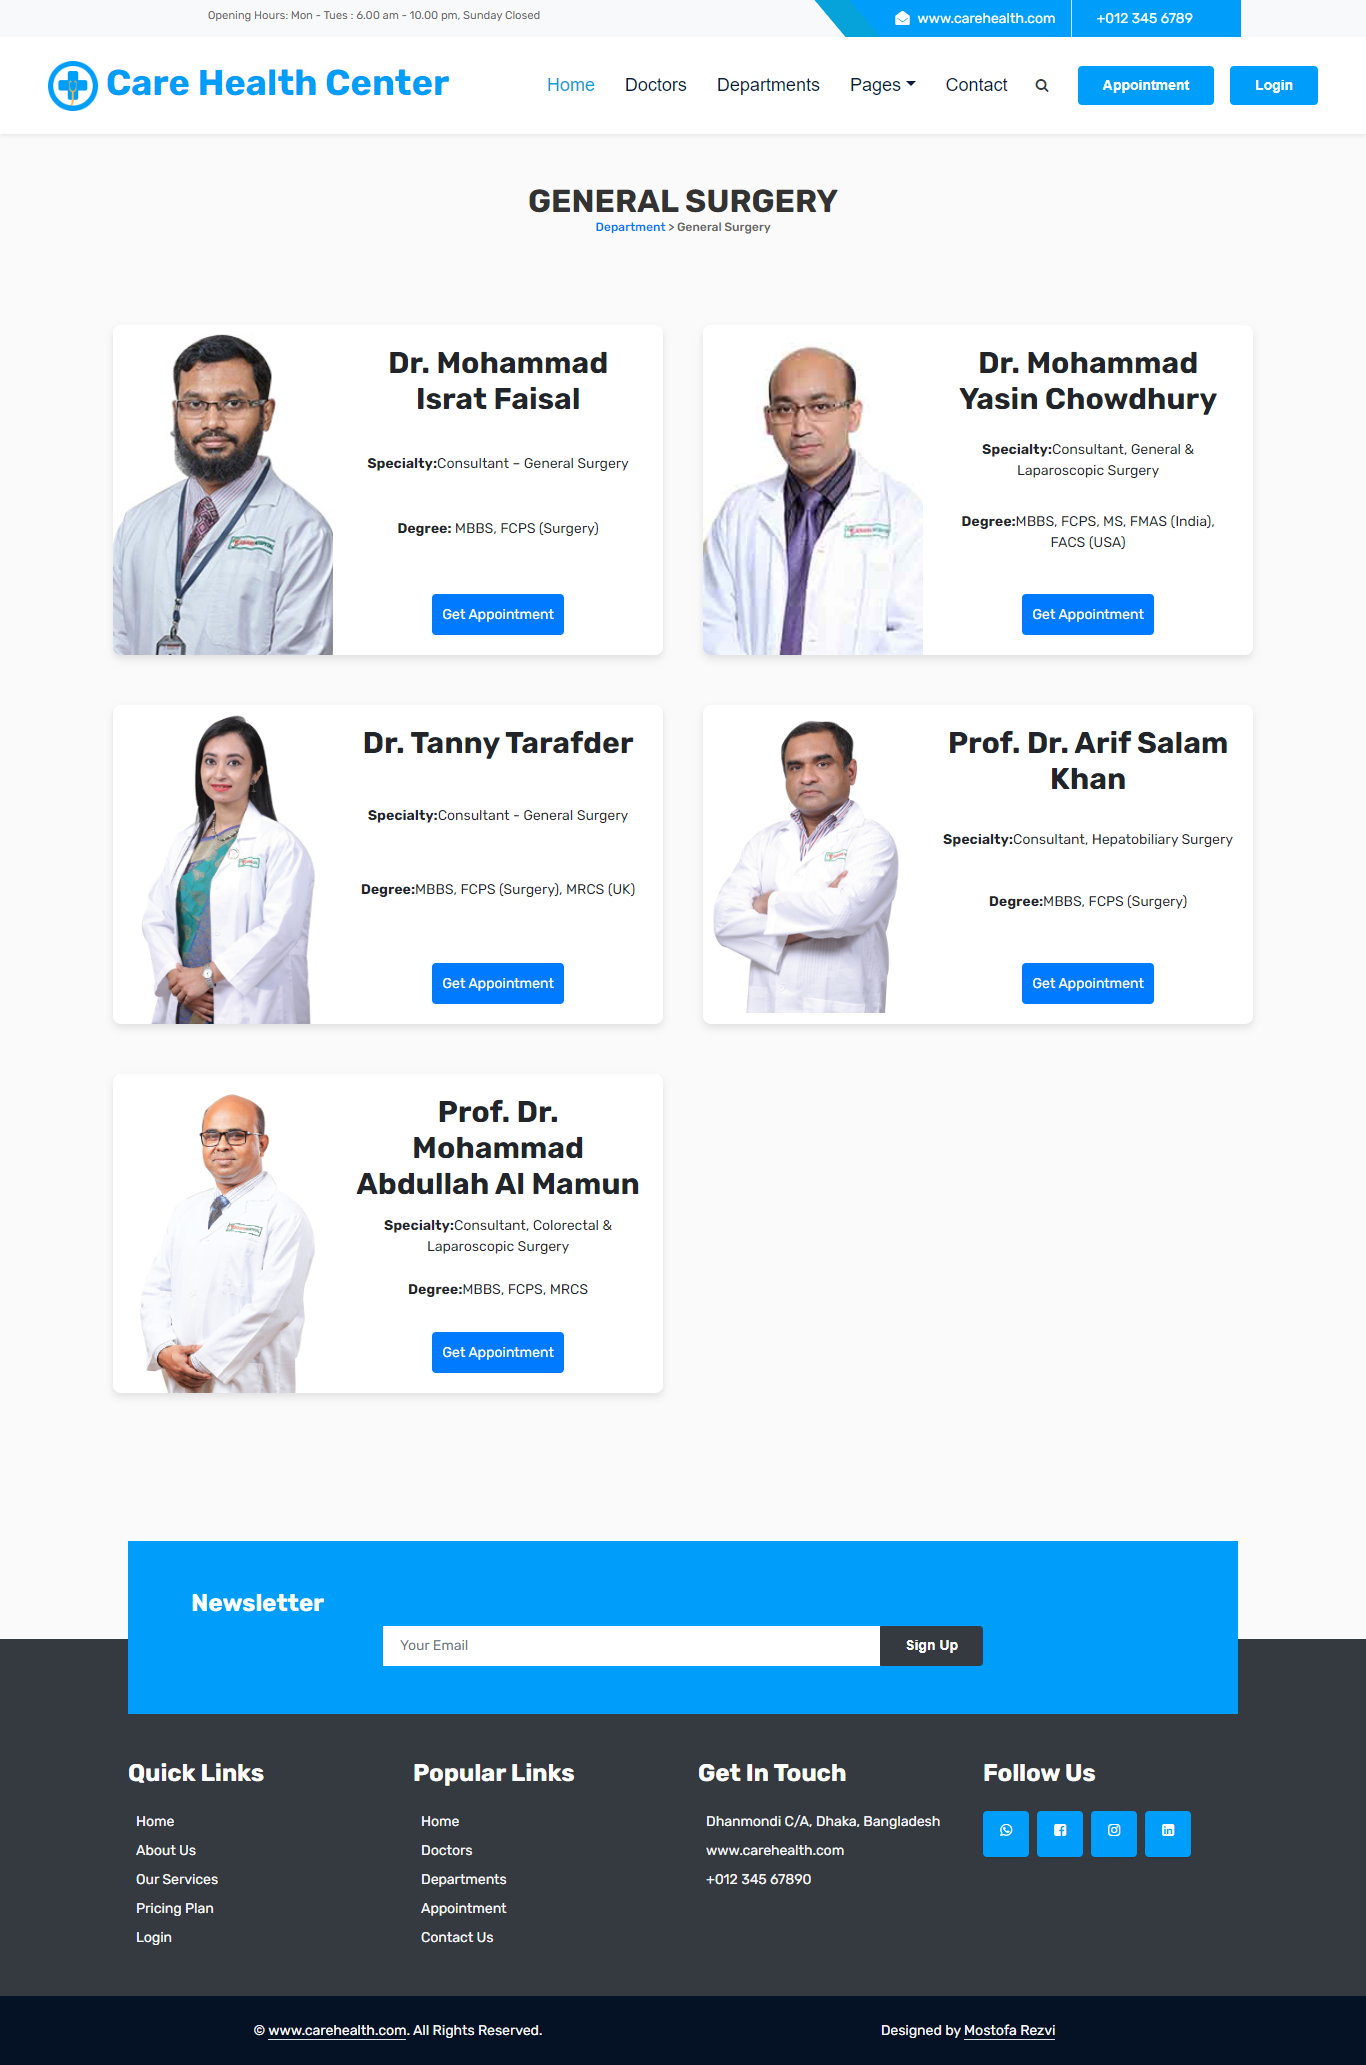 Opening Hours: Mon - Tues : 6.00 am - 10.00 pm, Sunday Closed
www.carehealth.com
+012 345 6789
Care Health Center
Home
Doctors
Departments
Pages
Contact
Appointment
Login
GENERAL SURGERY
Department > General Surgery
Dr. Mohammad
Israt Faisal
Specialty:Consultant – General Surgery
Degree: MBBS, FCPS (Surgery)
Get Appointment
Dr. Mohammad
Yasin Chowdhury
Specialty:Consultant, General &
Laparoscopic Surgery
Degree:MBBS, FCPS, MS, FMAS (India),
FACS (USA)
Get Appointment
Dr. Tanny Tarafder
Specialty:Consultant - General Surgery
Degree:MBBS, FCPS (Surgery), MRCS (UK)
Get Appointment
Prof. Dr. Arif Salam
Khan
Specialty:Consultant, Hepatobiliary Surgery
Degree:MBBS, FCPS (Surgery)
Get Appointment
Prof. Dr.
Mohammad
Abdullah Al Mamun
Specialty:Consultant, Colorectal &
Laparoscopic Surgery
Degree:MBBS, FCPS, MRCS
Get Appointment
Newsletter
Your Email
Sign Up
Quick Links
Home
About Us
Our Services
Pricing Plan
Login
Popular Links
Home
Doctors
Departments
Appointment
Contact Us
Get In Touch
Dhanmondi C/A, Dhaka, Bangladesh
www.carehealth.com
+012 345 67890
Follow Us
© www.carehealth.com. All Rights Reserved.
Designed by Mostofa Rezvi